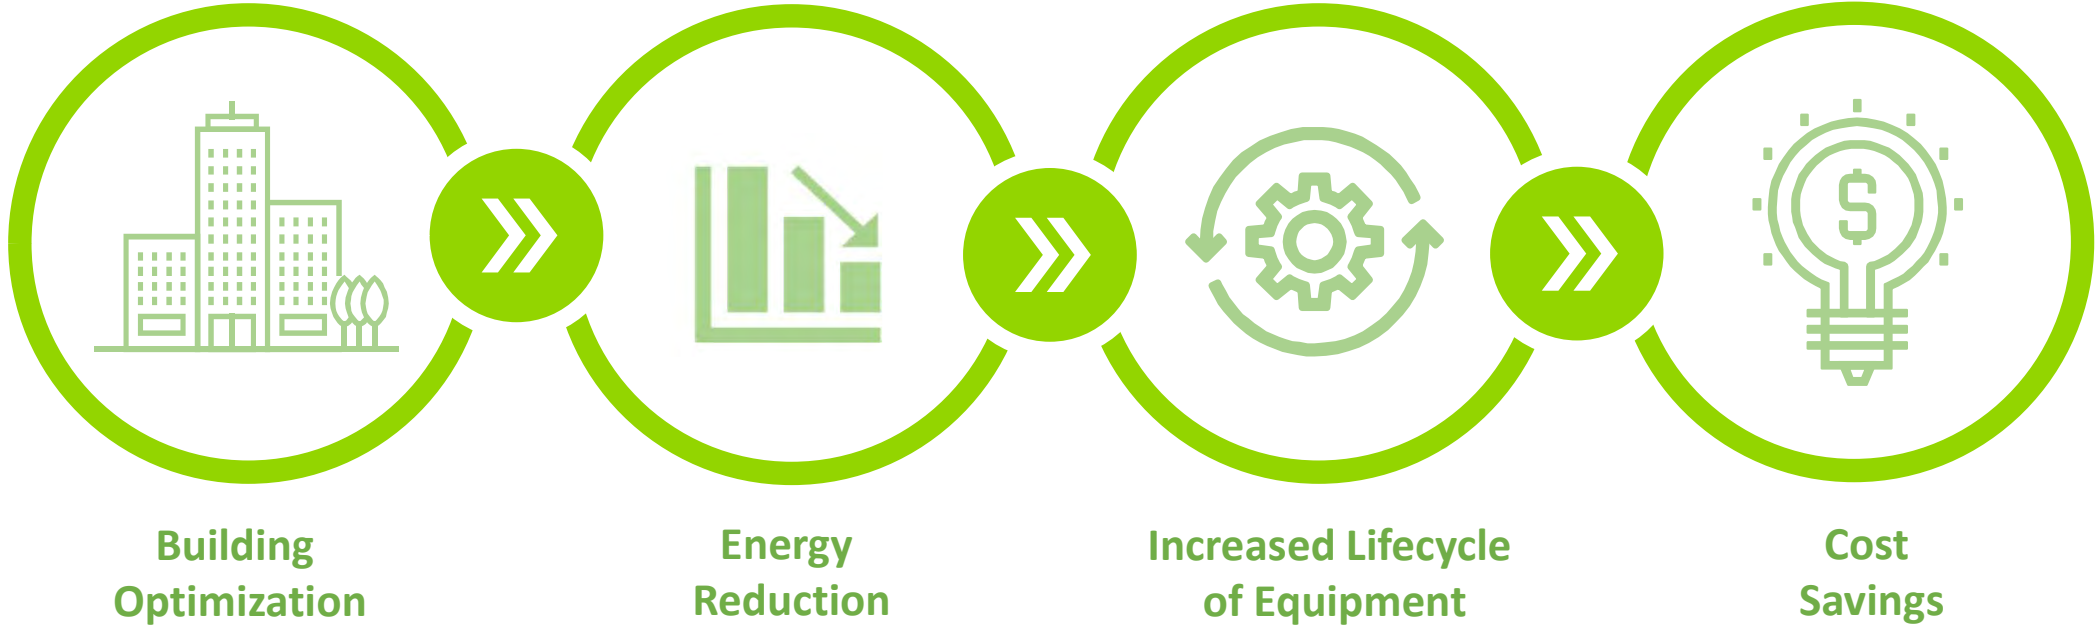 $
Building
Optimization
Energy
Reduction
Increased Lifecycle
of Equipment
Cost
Savings